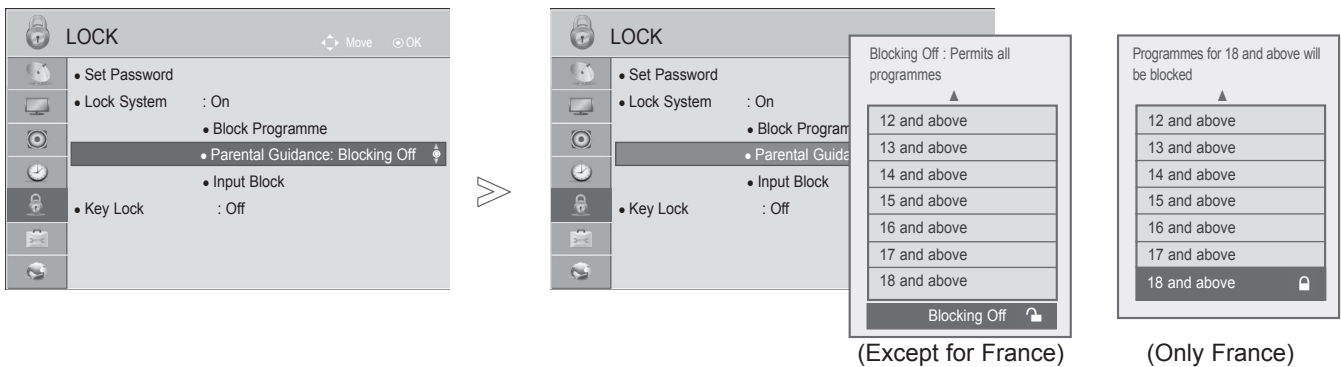 LOCK
Move OK
• Set Password
• Lock System : On
• Block Programme
• Parental Guidance: Blocking Off
• Input Block
• Key Lock : Off
LOCK
• Set Password
• Lock System : On
• Block Program
• Parental Guida
• Input Block
• Key Lock : Off
Blocking Off : Permits all
programmes
12 and above
13 and above
14 and above
15 and above
16 and above
17 and above
18 and above
Blocking Off
(Except for France)
Programmes for 18 and above will
be blocked
12 and above
13 and above
14 and above
15 and above
16 and above
17 and above
18 and above
(Only France)